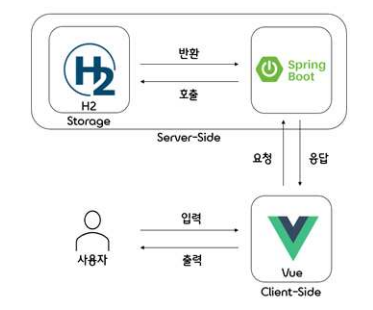 H2
반환
호출
Spring
Boot
H2
Storage
Server-Side
요청
응답
사용자
입력
출력
Vue
Client-Side